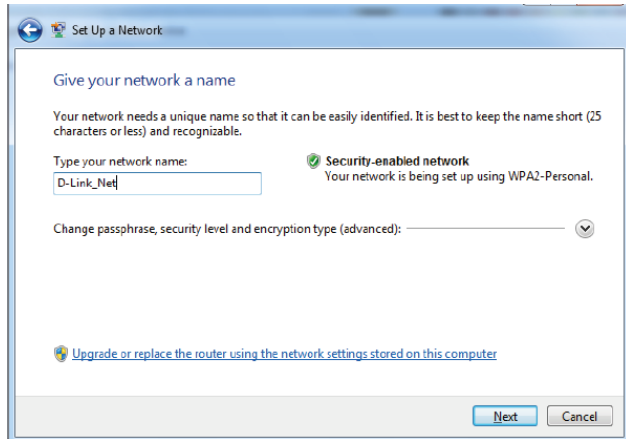 Set Up a Network
Give your network a name
Your network needs a unique name so that it can be easily identified. It is best to keep the name short (25
characters or less) and recognizable.
Type your network name:
D-Link_Net
Security-enabled network
Your network is being set up using WPA2-Personal.
Change passphrase, security level and encryption type (advanced):
Upgrade or replace the router using the network settings stored on this computer
Next
Cancel